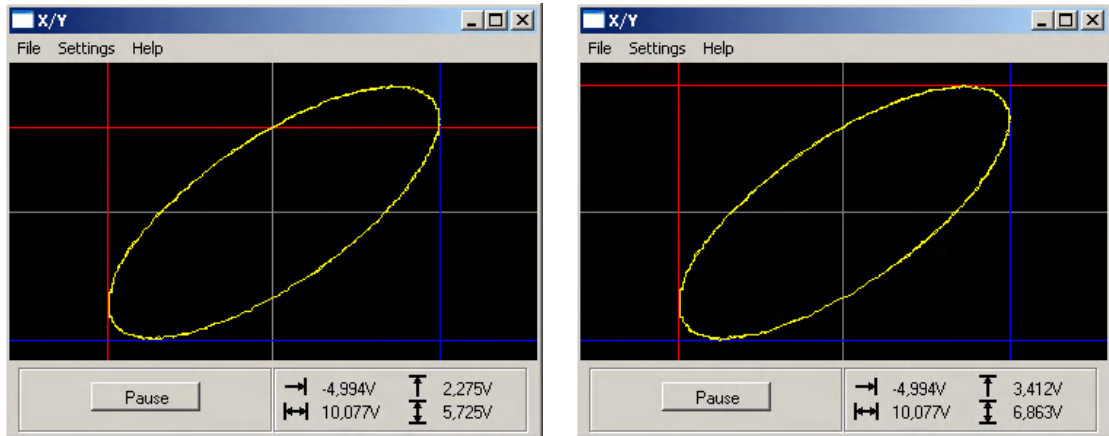 X/Y
File Settings Help
Pause
-4,994V 2,275V
10,077V 5,725V
X/Y
File Settings Help
Pause
-4,994V 3,412V
10,077V 6,863V